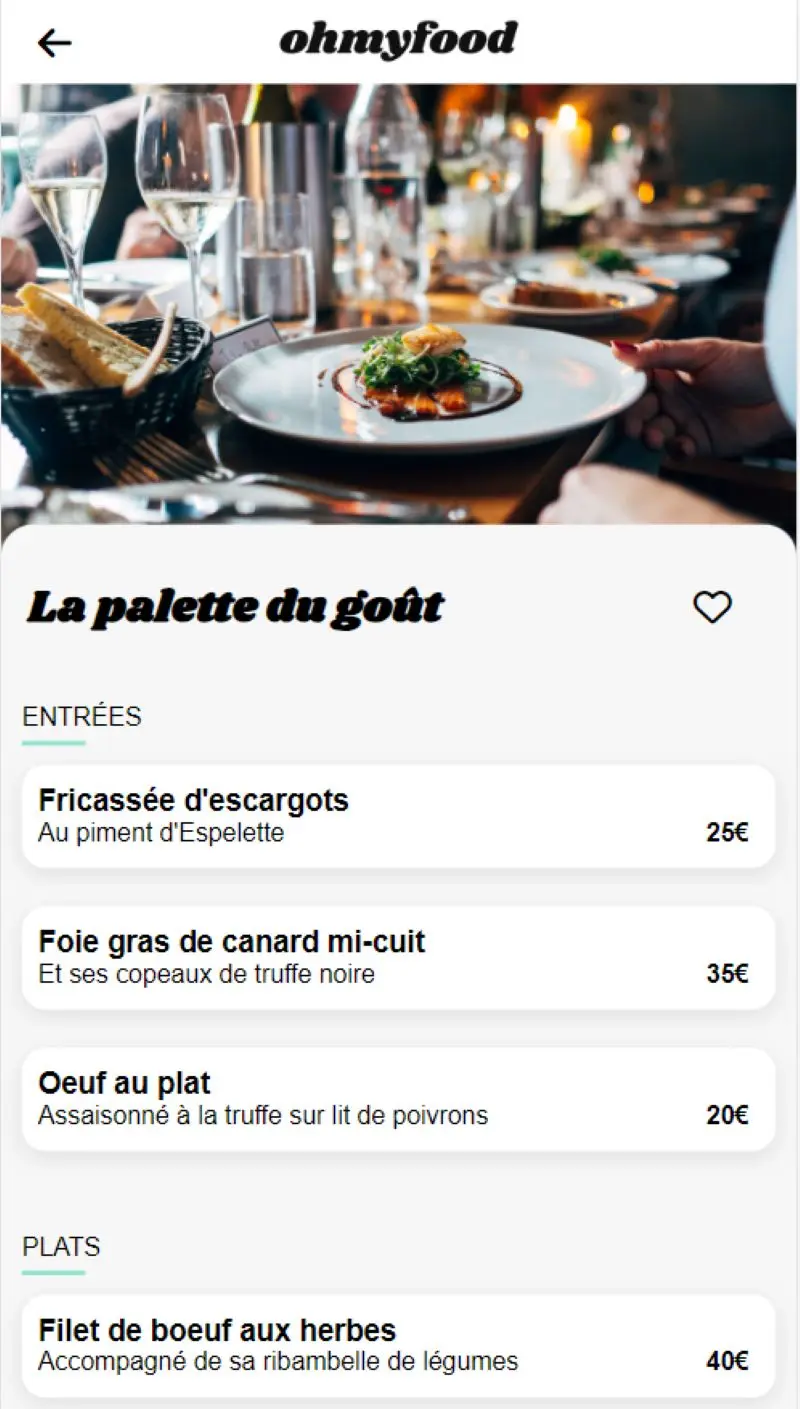 ohmyfood
La palette du goût
ENTRÉES
Fricassée d'escargots
Au piment d'Espelette
25€
Foie gras de canard mi-cuit
Et ses copeaux de truffe noire
35€
Oeuf au plat
Assaisonné à la truffe sur lit de poivrons
20€
PLATS
Filet de boeuf aux herbes
Accompagné de sa ribambelle de légumes
40€